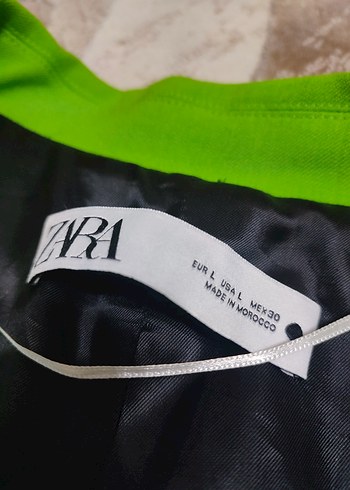 ZARA
EUR L USA L MEX 30
MADE IN MOROCCO